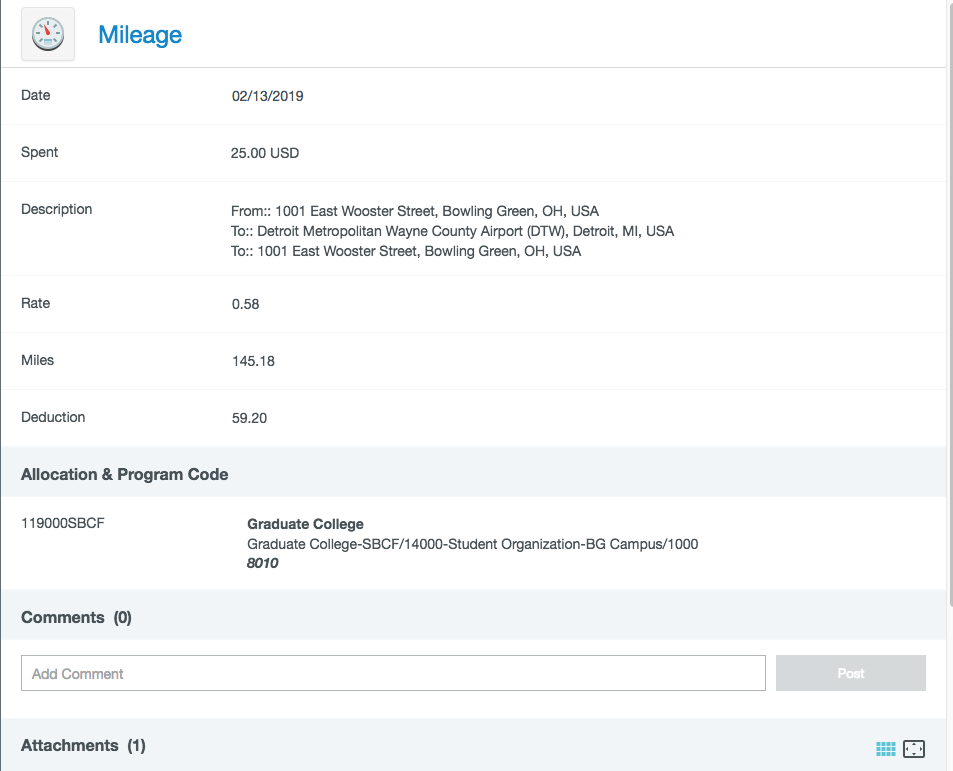 Mileage
Date 02/13/2019
Spent 25.00 USD
Description From:: 1001 East Wooster Street, Bowling Green, OH, USA
To:: Detroit Metropolitan Wayne County Airport (DTW), Detroit, MI, USA
To:: 1001 East Wooster Street, Bowling Green, OH, USA
Rate 0.58
Miles 145.18
Deduction 59.20
Allocation & Program Code
119000SBCF Graduate College
Graduate College-SBCF/14000-Student Organization-BG Campus/1000
8010
Comments (0)
Add Comment Post
Attachments (1)